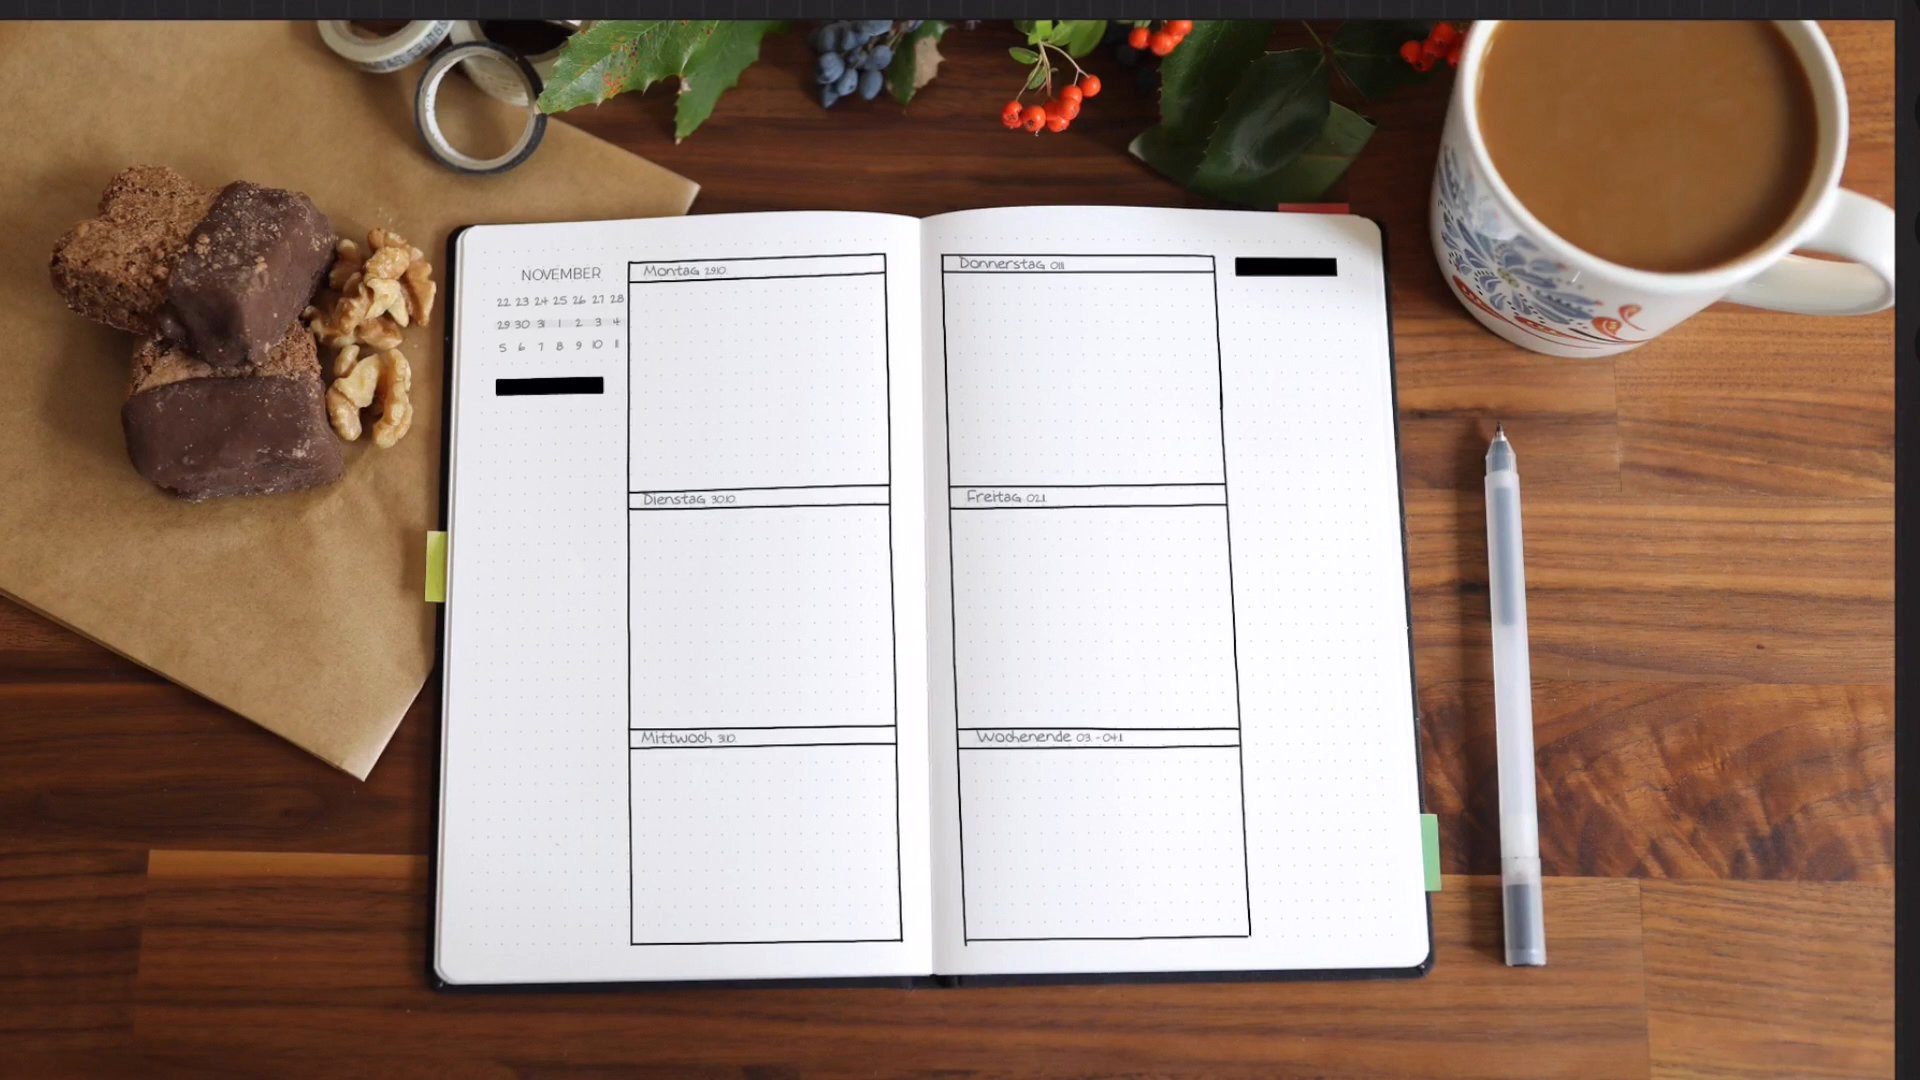 NOVEMBER
22 23 24 25 26 27 28
29 30 31 1 2 3 4
5 6 7 8 9 10 11
Montag 29.10.
Dienstag 30.10.
Mittwoch 31.10.
Donnerstag 01.11.
Freitag 02.11.
Wochenende 03. - 04.11.